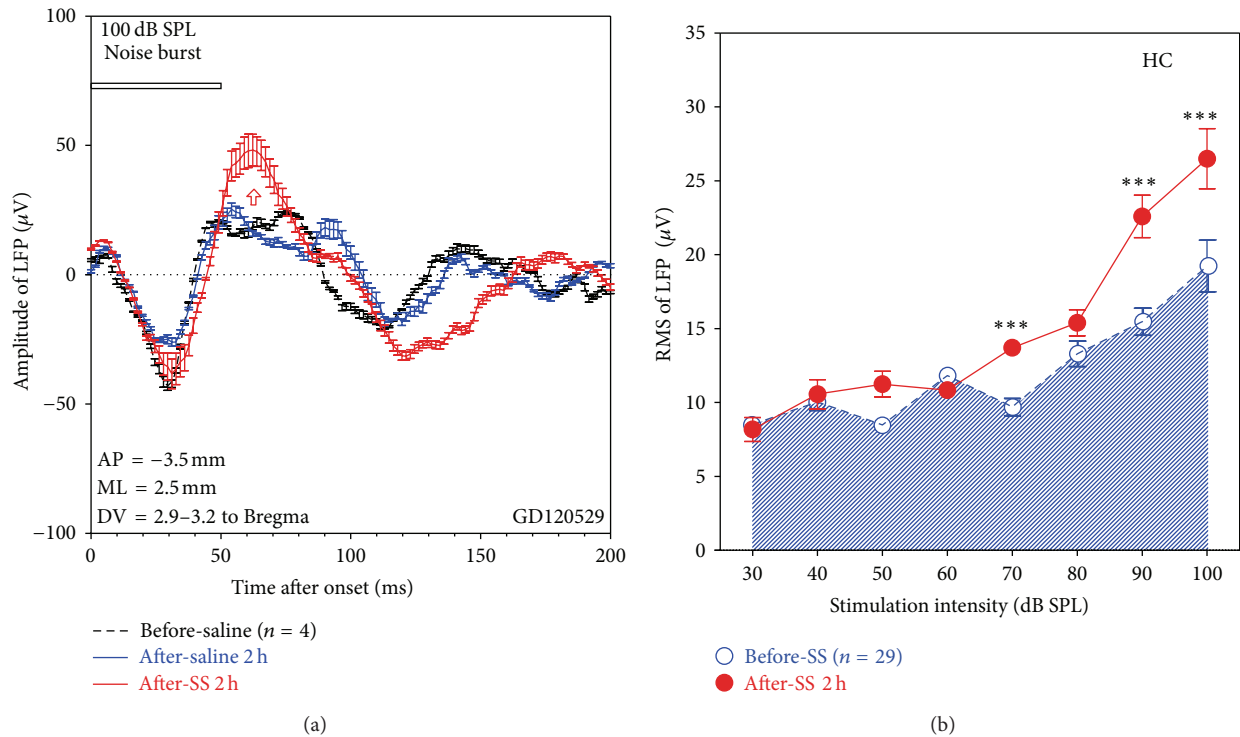 100 dB SPL
Noise burst
100
50
0
−50
−100
Amplitude of LFP (μV)
AP = −3.5 mm
ML = 2.5 mm
DV = 2.9–3.2 to Bregma
GD120529
0 50 100 150 200
Time after onset (ms)
Before-saline (n = 4)
After-saline 2 h
After-SS 2 h
(a)
HC
35
30
25
20
15
10
5
0
RMS of LFP (μV)
***
***
***
30 40 50 60 70 80 90 100
Stimulation intensity (dB SPL)
Before-SS (n = 29)
After-SS 2 h
(b)